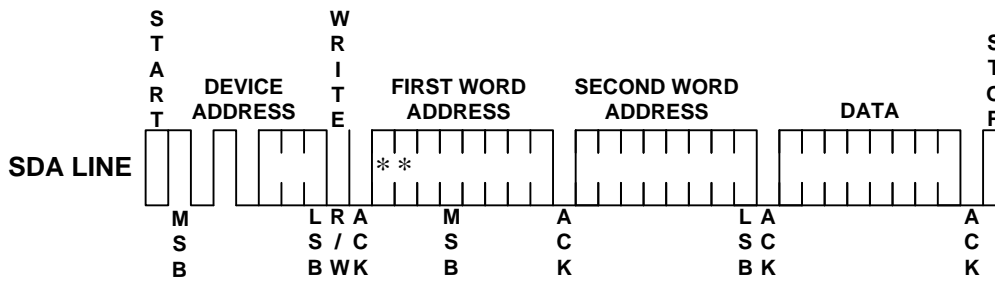 START
WRITE
STOP
DEVICE
ADDRESS
FIRST WORD
ADDRESS
SECOND WORD
ADDRESS
DATA
SDA LINE
* *
MSB
LSB
R/W
ACK
MSB
ACK
LSB
ACK
ACK